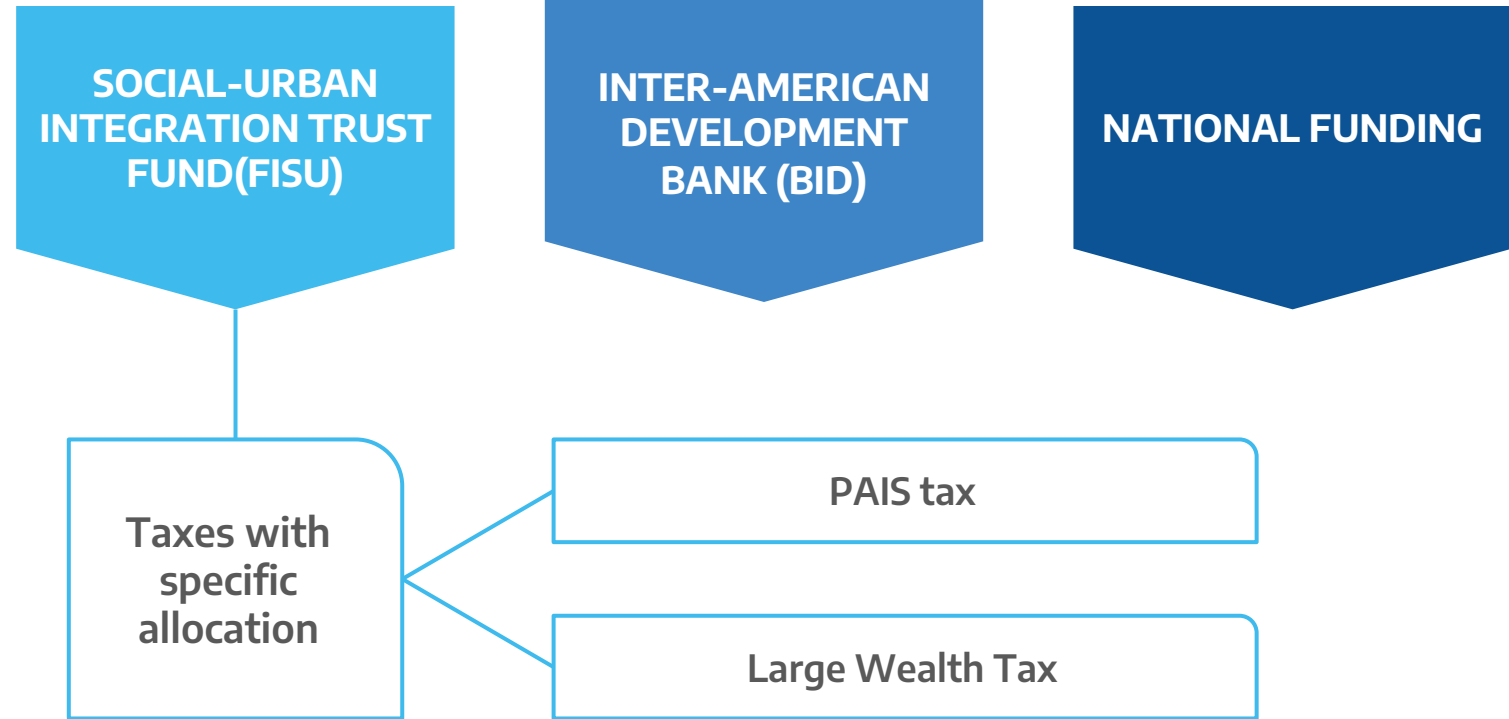 SOCIAL-URBAN
INTEGRATION TRUST
FUND(FISU)
INTER-AMERICAN
DEVELOPMENT
BANK (BID)
NATIONAL FUNDING
Taxes with
specific
allocation
PAIS tax
Large Wealth Tax